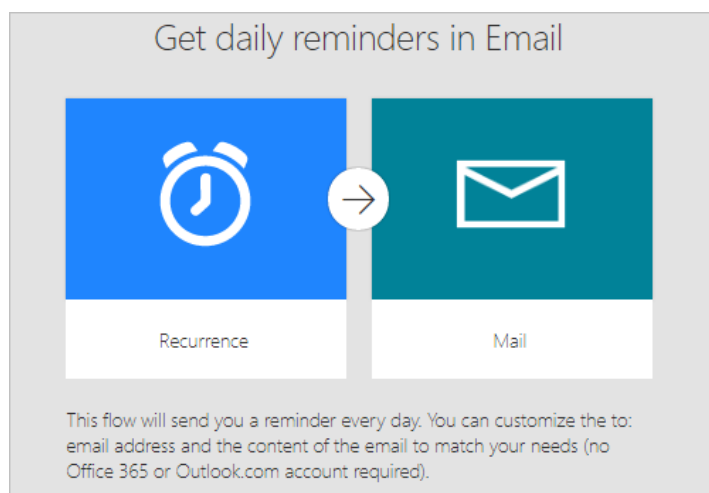 Get daily reminders in Email
Recurrence
Mail
This flow will send you a reminder every day. You can customize the to:
email address and the content of the email to match your needs (no
Office 365 or Outlook.com account required).